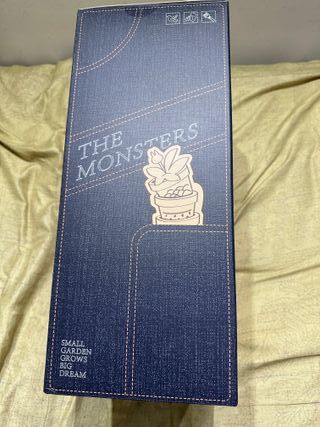 THE
MONSTERS
SMALL
GARDEN
GROWS
BIG
DREAM